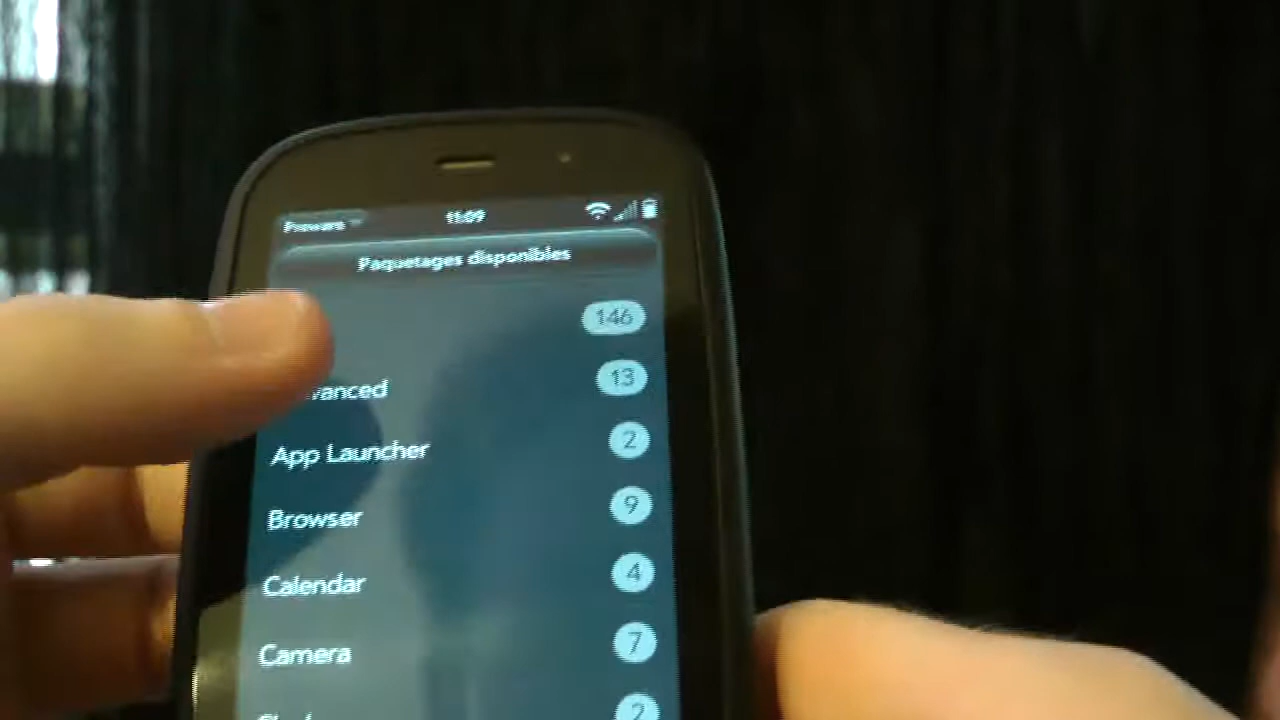 Preware 11:09
Paquetages disponibles
146
vanced 13
App Launcher 2
Browser 9
Calendar 4
Camera 7
2